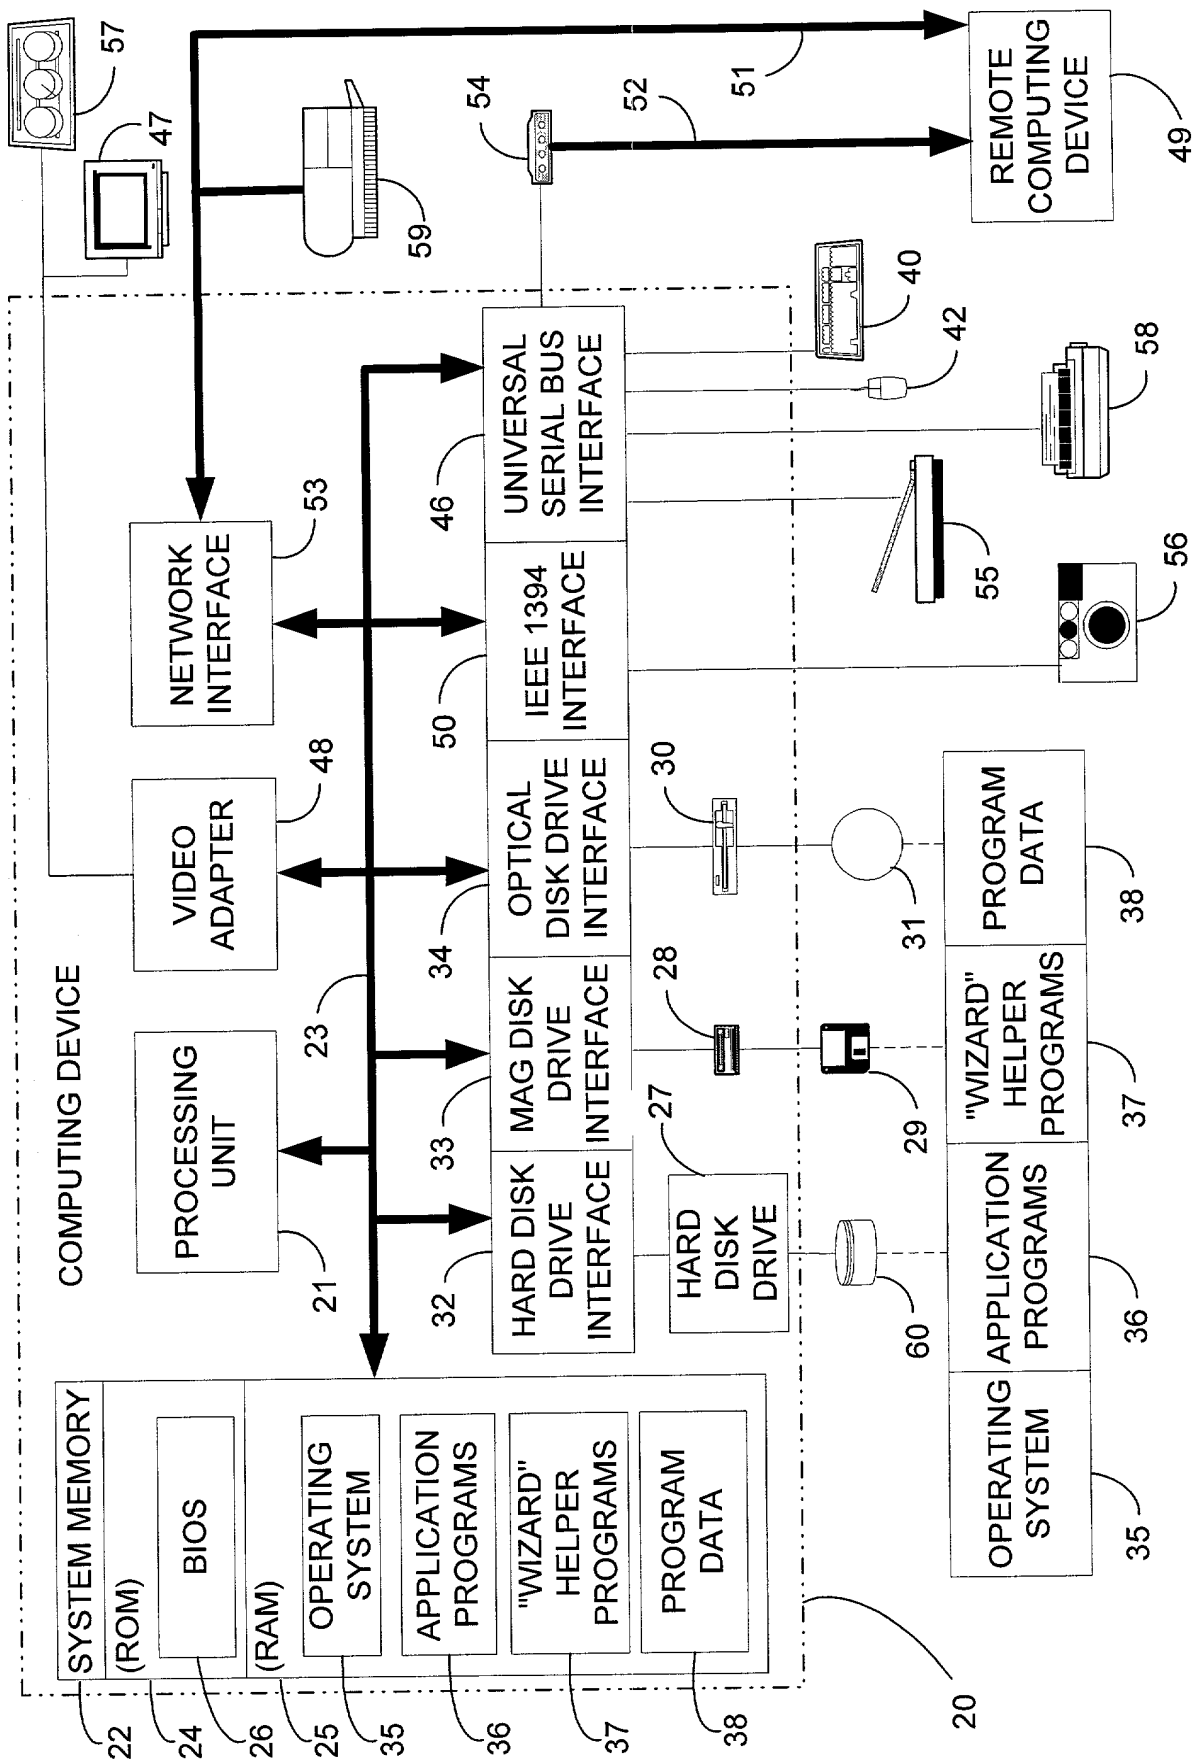 COMPUTING DEVICE
22
SYSTEM MEMORY
24
(ROM)
26
BIOS
25
(RAM)
35
OPERATING
SYSTEM
36
APPLICATION
PROGRAMS
37
"WIZARD"
HELPER
PROGRAMS
38
PROGRAM
DATA
20
PROCESSING
UNIT
21
VIDEO
ADAPTER
48
NETWORK
INTERFACE
53
23
32
HARD DISK
DRIVE
INTERFACE
33
MAG DISK
DRIVE
INTERFACE
34
OPTICAL
DISK DRIVE
INTERFACE
50
IEEE 1394
INTERFACE
46
UNIVERSAL
SERIAL BUS
INTERFACE
57
47
59
54
52
51
REMOTE
COMPUTING
DEVICE
49
HARD
DISK
DRIVE
27
28
30
60
29
31
40
42
58
55
56
OPERATING
SYSTEM
35
APPLICATION
PROGRAMS
36
"WIZARD"
HELPER
PROGRAMS
37
PROGRAM
DATA
38